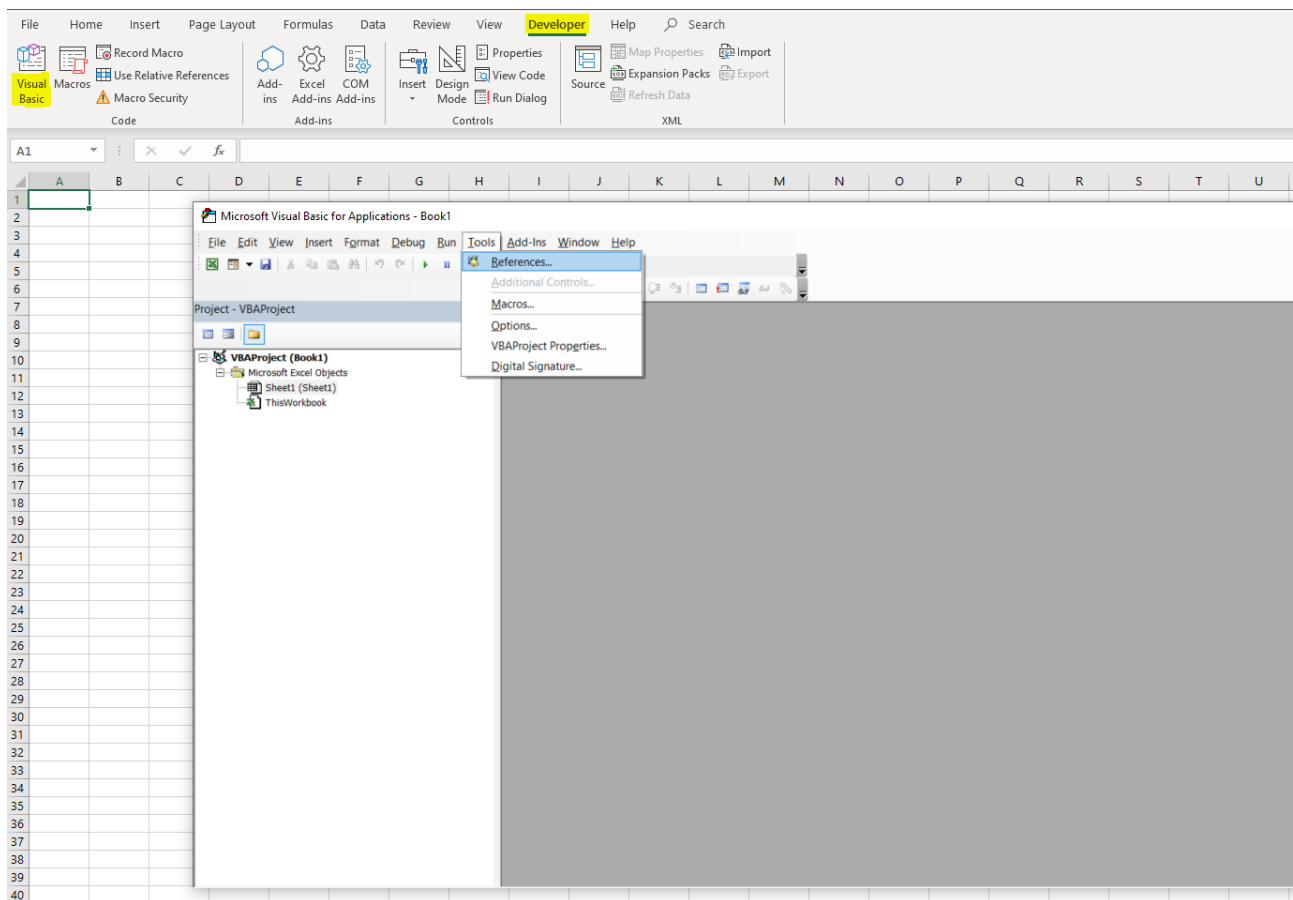 File Home Insert Page Layout Formulas Data Review View Developer Help Search
Record Macro Properties Map Properties Import
Use Relative References View Code Expansion Packs Export
Visual Macros Add- Excel COM Insert Design Source
Basic Macro Security ins Add-ins Add-ins Mode Run Dialog Refresh Data
Code Add-ins Controls XML
A1 fx
A B C D E F G H I J K L M N O P Q R S T U
1
2
3
4
5
6
7
8
9
10
11
12
13
14
15
16
17
18
19
20
21
22
23
24
25
26
27
28
29
30
31
32
33
34
35
36
37
38
39
40
Microsoft Visual Basic for Applications - Book1
File Edit View Insert Format Debug Run Tools Add-Ins Window Help
References...
Additional Controls...
Macros...
Options...
VBAProject Properties...
Digital Signature...
Project - VBAProject
VBAProject (Book1)
Microsoft Excel Objects
Sheet1 (Sheet1)
ThisWorkbook